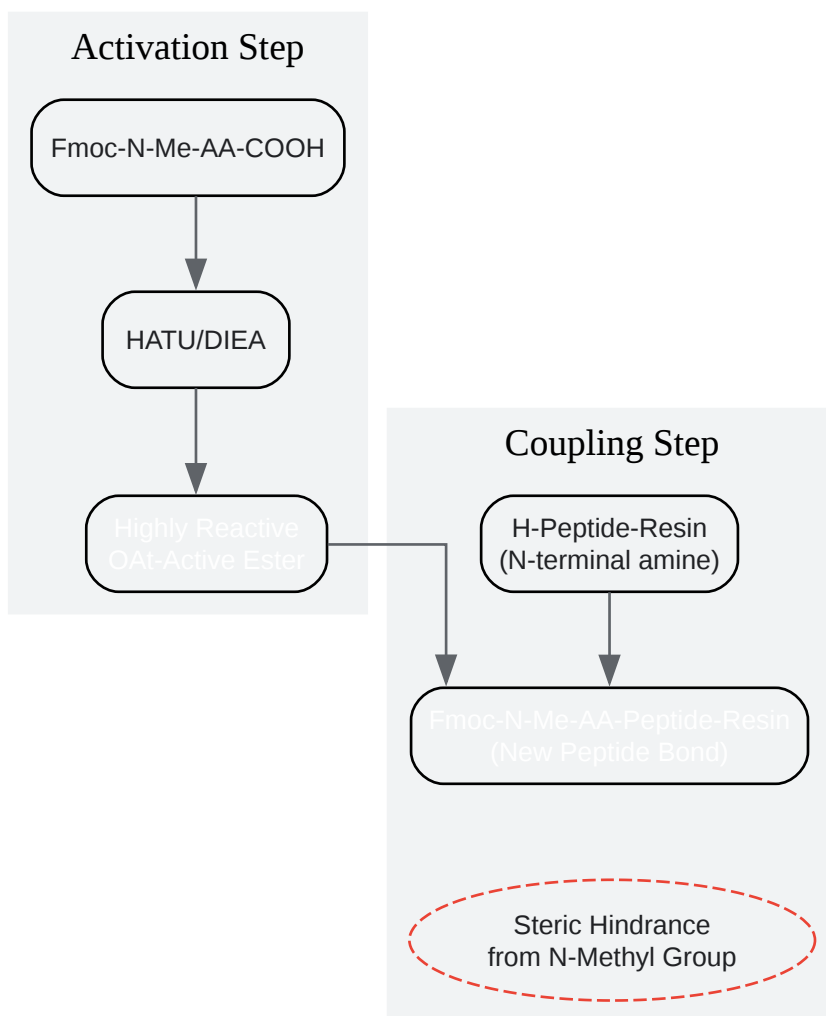 Activation Step
Fmoc-N-Me-AA-COOH
HATU/DIEA
Highly Reactive
OAt-Active Ester
Coupling Step
H-Peptide-Resin
(N-terminal amine)
Fmoc-N-Me-AA-Peptide-Resin
(New Peptide Bond)
Steric Hindrance
from N-Methyl Group